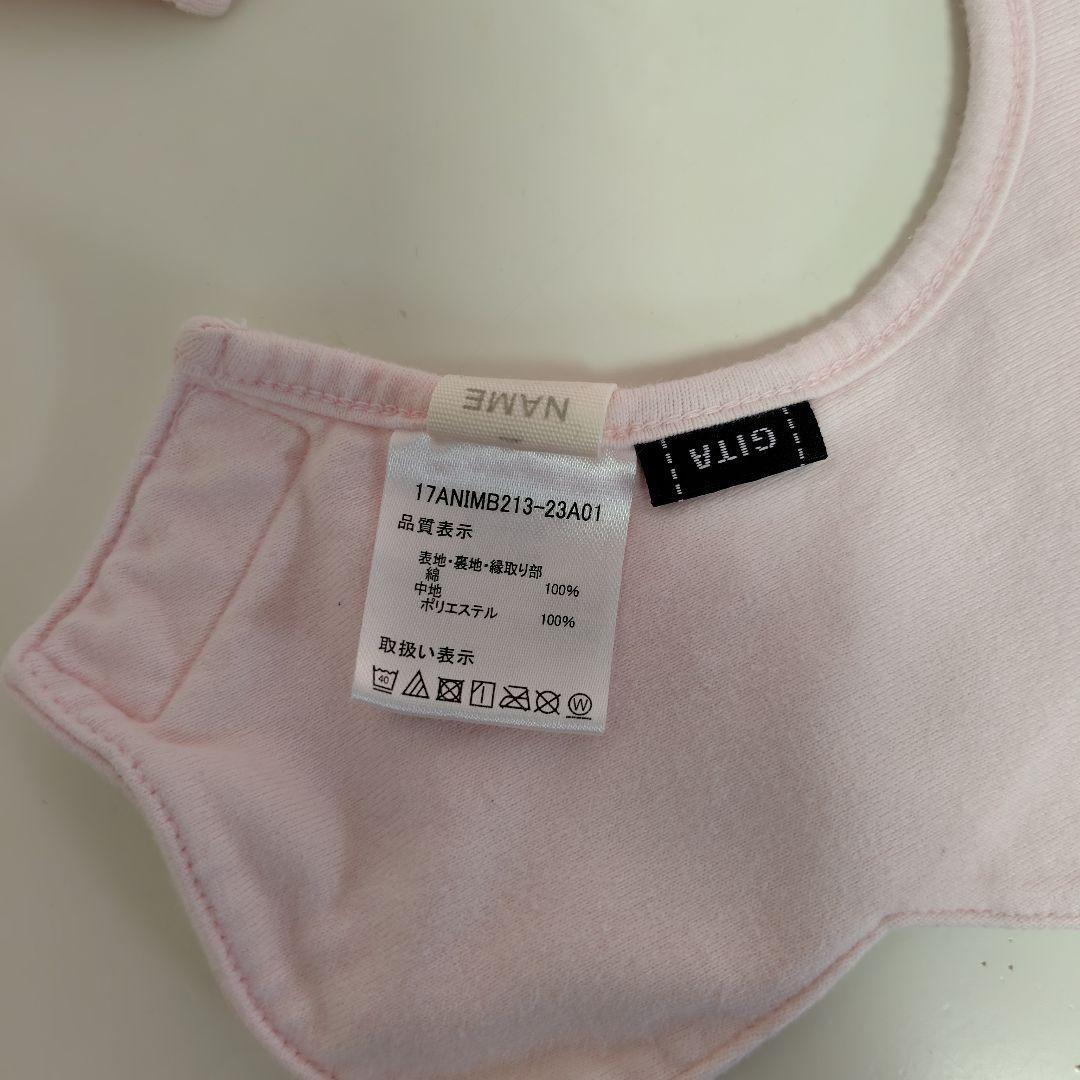 NAME
GITA
17ANIMB213-23A01
品質表示
表地・裏地・縁取り部
綿 100%
中地
ポリエステル 100%
取扱い表示
40
W